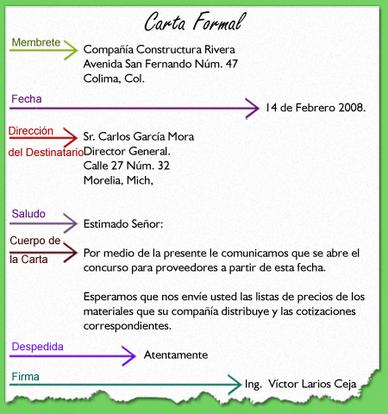 Carta Formal
Membrete
Compañía Constructura Rivera
Avenida San Fernando Núm. 47
Colima, Col.
Fecha
14 de Febrero 2008.
Dirección
del Destinatario
Sr. Carlos García Mora
Director General.
Calle 27 Núm. 32
Morelia, Mich,
Saludo
Estimado Señor:
Cuerpo de
la Carta
Por medio de la presente le comunicamos que se abre el
concurso para proveedores a partir de esta fecha.
Esperamos que nos envíe usted las listas de precios de los
materiales que su compañía distribuye y las cotizaciones
correspondientes.
Despedida
Atentamente
Firma
Ing. Víctor Larios Ceja